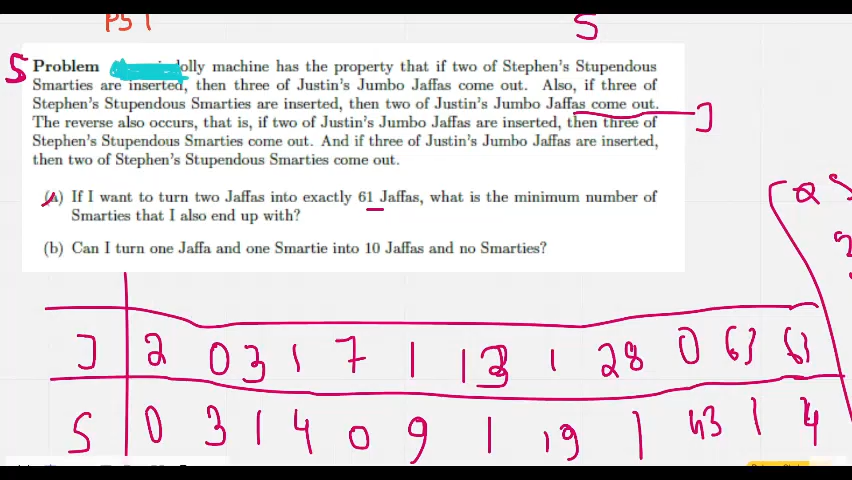 PS 1
S
5 Problem olly machine has the property that if two of Stephen's Stupendous
Smarties are inserted, then three of Justin's Jumbo Jaffas come out. Also, if three of
Stephen's Stupendous Smarties are inserted, then two of Justin's Jumbo Jaffas come out.
J
The reverse also occurs, that is, if two of Justin's Jumbo Jaffas are inserted, then three of
Stephen's Stupendous Smarties come out. And if three of Justin's Jumbo Jaffas are inserted,
then two of Stephen's Stupendous Smarties come out.
(a) If I want to turn two Jaffas into exactly 61 Jaffas, what is the minimum number of
Smarties that I also end up with?
(b) Can I turn one Jaffa and one Smartie into 10 Jaffas and no Smarties?
J 2 0 3 1 7 1 13 1 28 0 63 61
S 0 3 1 4 0 9 1 19 1 43 1 4